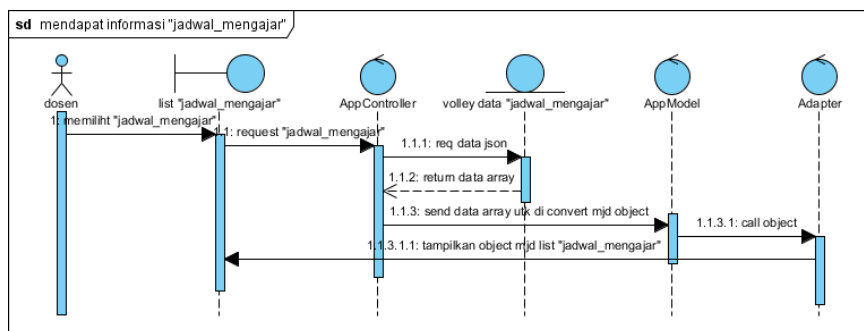 sd mendapat informasi "jadwal_mengajar"
dosen
list "jadwal_mengajar"
AppController
volley data "jadwal_mengajar"
AppModel
Adapter
1: memiliht "jadwal_mengajar"
1.1: request "jadwal_mengajar"
1.1.1: req data json
1.1.2: return data array
1.1.3: send data array utk di convert mjd object
1.1.3.1: call object
1.1.3.1.1: tampilkan object mjd list "jadwal_mengajar"